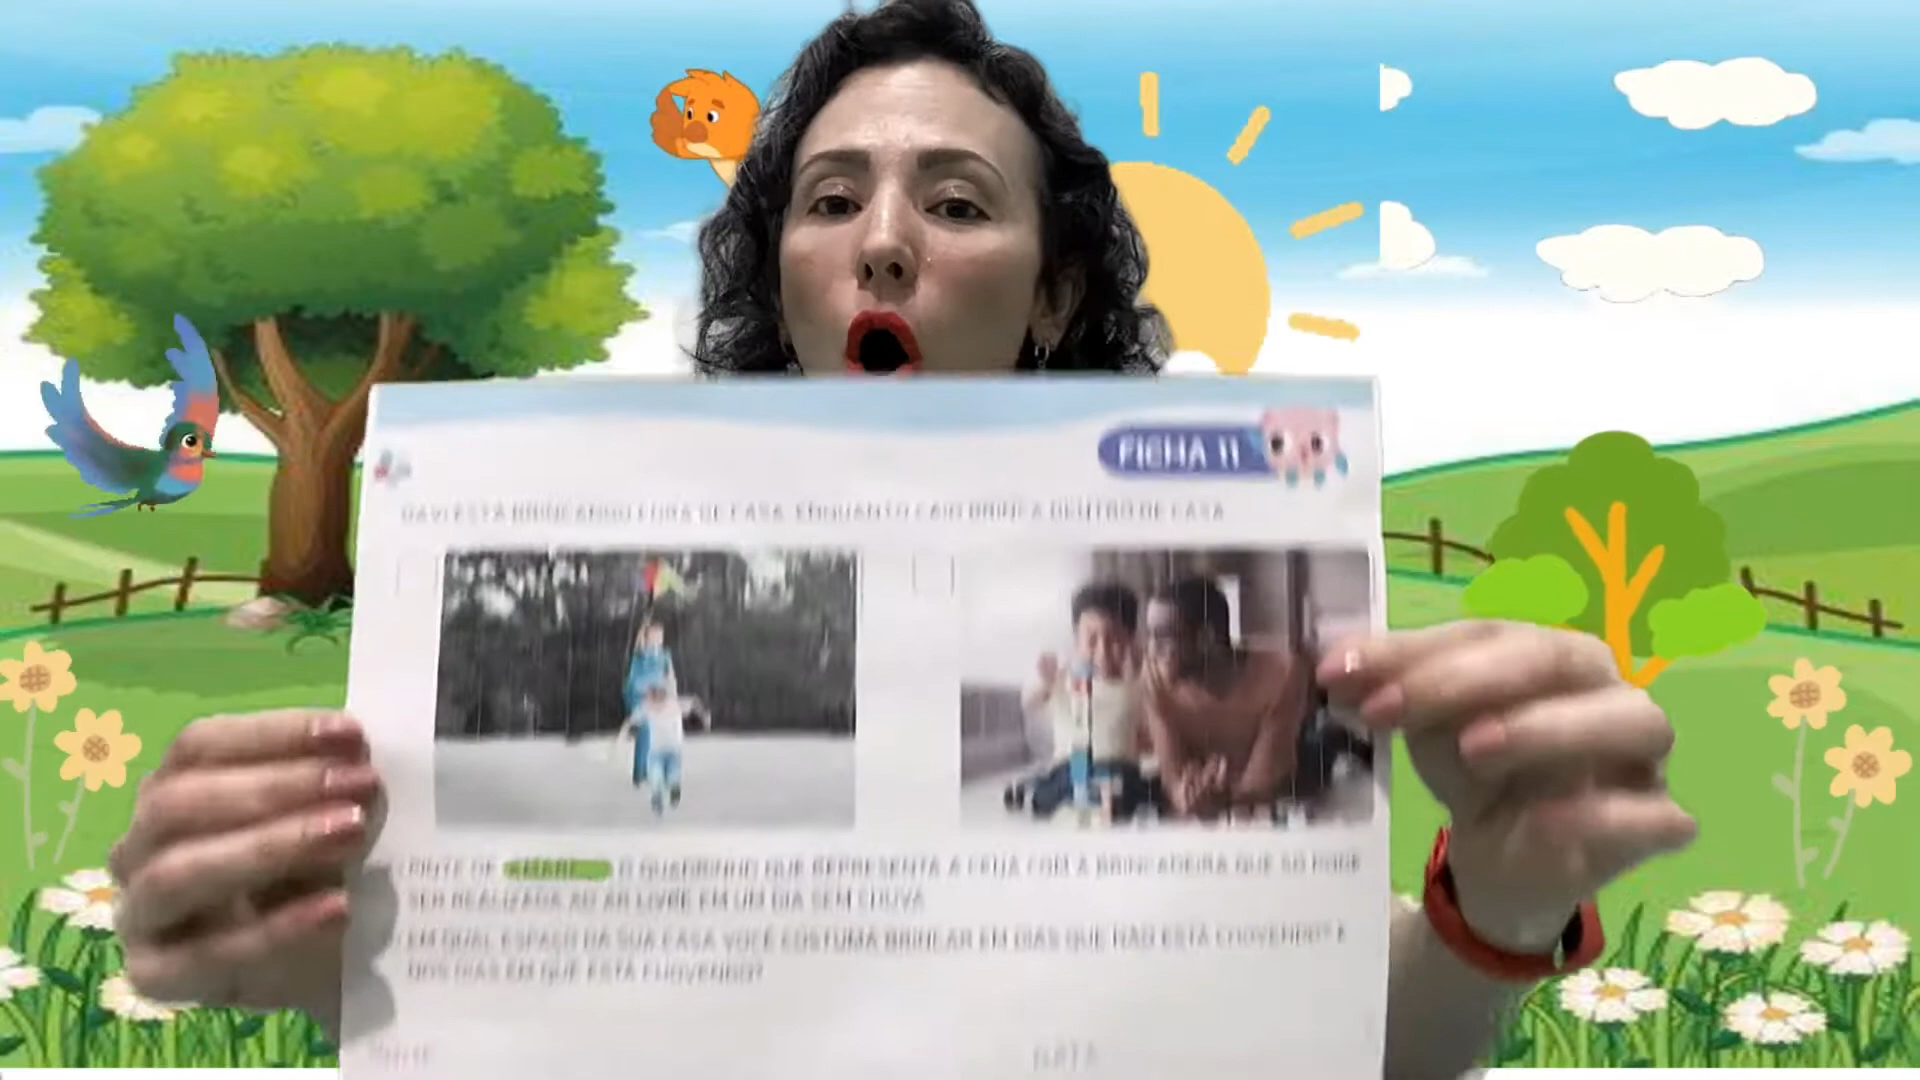 FICHA 11
DAVI ESTÁ BRINCANDO FORA DE CASA, ENQUANTO CAIO BRINCA DENTRO DE CASA
PINTE DE O QUADRINHO QUE REPRESENTA A CENA COM A BRINCADEIRA QUE SÓ PODE
SER REALIZADA AO AR LIVRE EM UM DIA SEM CHUVA
EM QUAL ESPAÇO DA SUA CASA VOCÊ COSTUMA BRINCAR EM DIAS QUE NÃO ESTÁ CHOVENDO? E
NOS DIAS EM QUE ESTÁ CHOVENDO?
NOME
DATA